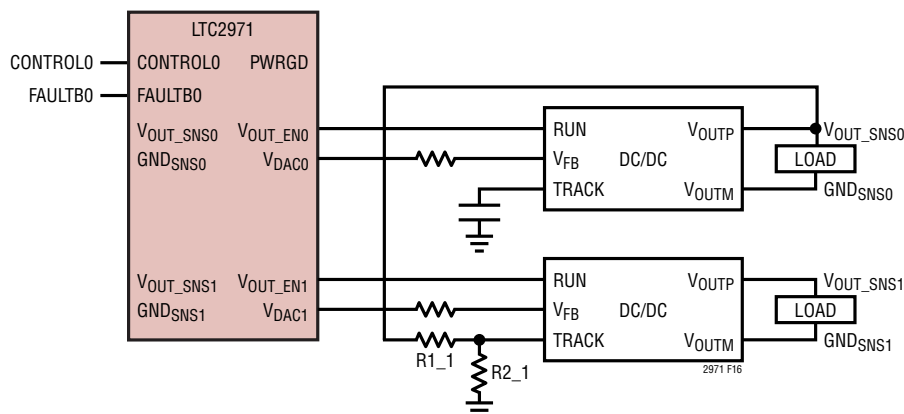 LTC2971
CONTROL0
CONTROL0 PWRGD
FAULTB0
FAULTB0
VOUT_SNS0 VOUT_EN0
GNDSNS0 VDAC0
RUN VOUTP
VFB DC/DC
TRACK VOUTM
VOUT_SNS0
LOAD
GNDSNS0
VOUT_SNS1 VOUT_EN1
GNDSNS1 VDAC1
RUN VOUTP
VFB DC/DC
TRACK VOUTM
VOUT_SNS1
LOAD
GNDSNS1
R1_1
R2_1
2971 F16